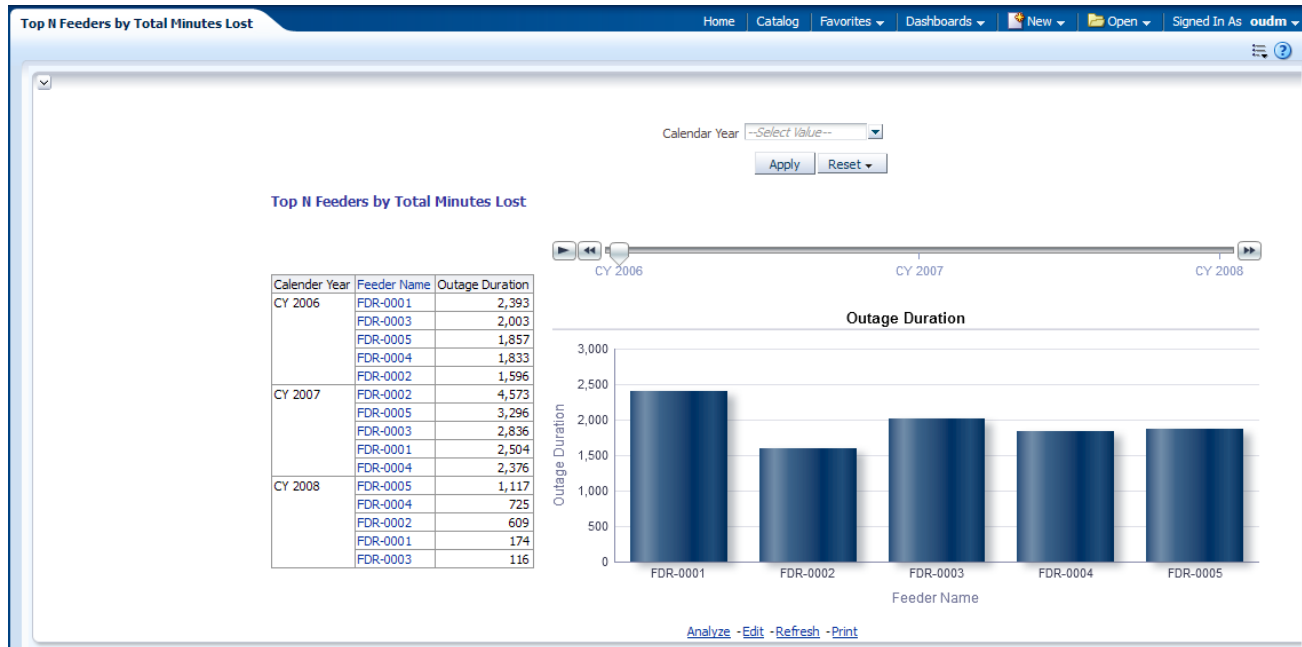 Top N Feeders by Total Minutes Lost
Home Catalog Favorites Dashboards New Open Signed In As oudm
Calendar Year --Select Value--
Apply Reset
Top N Feeders by Total Minutes Lost
CY 2006 CY 2007 CY 2008
Calender Year Feeder Name Outage Duration
CY 2006 FDR-0001 2,393
FDR-0003 2,003
FDR-0005 1,857
FDR-0004 1,833
FDR-0002 1,596
CY 2007 FDR-0002 4,573
FDR-0005 3,296
FDR-0003 2,836
FDR-0001 2,504
FDR-0004 2,376
CY 2008 FDR-0005 1,117
FDR-0004 725
FDR-0002 609
FDR-0001 174
FDR-0003 116
Outage Duration
3,000
2,500
2,000
1,500
1,000
500
0
Outage Duration
FDR-0001 FDR-0002 FDR-0003 FDR-0004 FDR-0005
Feeder Name
Analyze - Edit - Refresh - Print